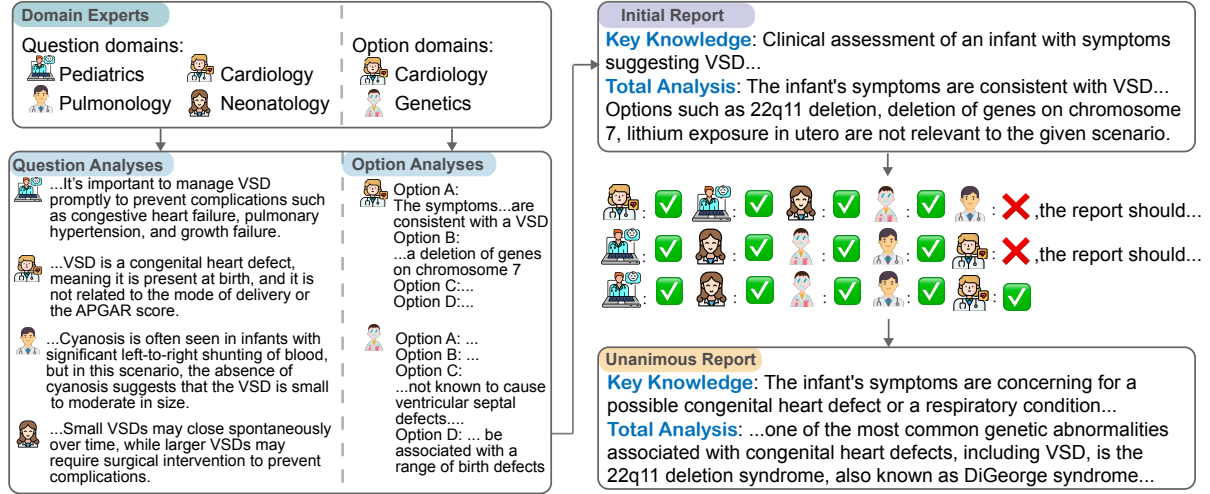 Domain Experts
Question domains:
Pediatrics
Cardiology
Pulmonology
Neonatology
Option domains:
Cardiology
Genetics
Question Analyses
...It's important to manage VSD
promptly to prevent complications such
as congestive heart failure, pulmonary
hypertension, and growth failure.
...VSD is a congenital heart defect,
meaning it is present at birth, and it is
not related to the mode of delivery or
the APGAR score.
...Cyanosis is often seen in infants with
significant left-to-right shunting of blood,
but in this scenario, the absence of
cyanosis suggests that the VSD is small
to moderate in size.
...Small VSDs may close spontaneously
over time, while larger VSDs may
require surgical intervention to prevent
complications.
Option Analyses
Option A:
The symptoms...are
consistent with a VSD
Option B:
...a deletion of genes
on chromosome 7
Option C:...
Option D:...
Option A: ...
Option B: ...
Option C:
...not known to cause
ventricular septal
defects....
Option D: ... be
associated with a
range of birth defects
Initial Report
Key Knowledge: Clinical assessment of an infant with symptoms
suggesting VSD...
Total Analysis: The infant's symptoms are consistent with VSD...
Options such as 22q11 deletion, deletion of genes on chromosome
7, lithium exposure in utero are not relevant to the given scenario.
: : : : : ,the report should...
: : : : : ,the report should...
: : : : :
Unanimous Report
Key Knowledge: The infant's symptoms are concerning for a
possible congenital heart defect or a respiratory condition...
Total Analysis: ...one of the most common genetic abnormalities
associated with congenital heart defects, including VSD, is the
22q11 deletion syndrome, also known as DiGeorge syndrome...